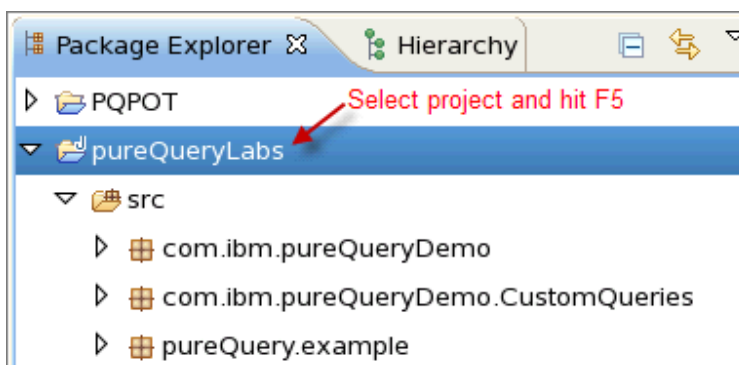 Package Explorer Hierarchy
PQPOT Select project and hit F5
pureQueryLabs
src
com.ibm.pureQueryDemo
com.ibm.pureQueryDemo.CustomQueries
pureQuery.example